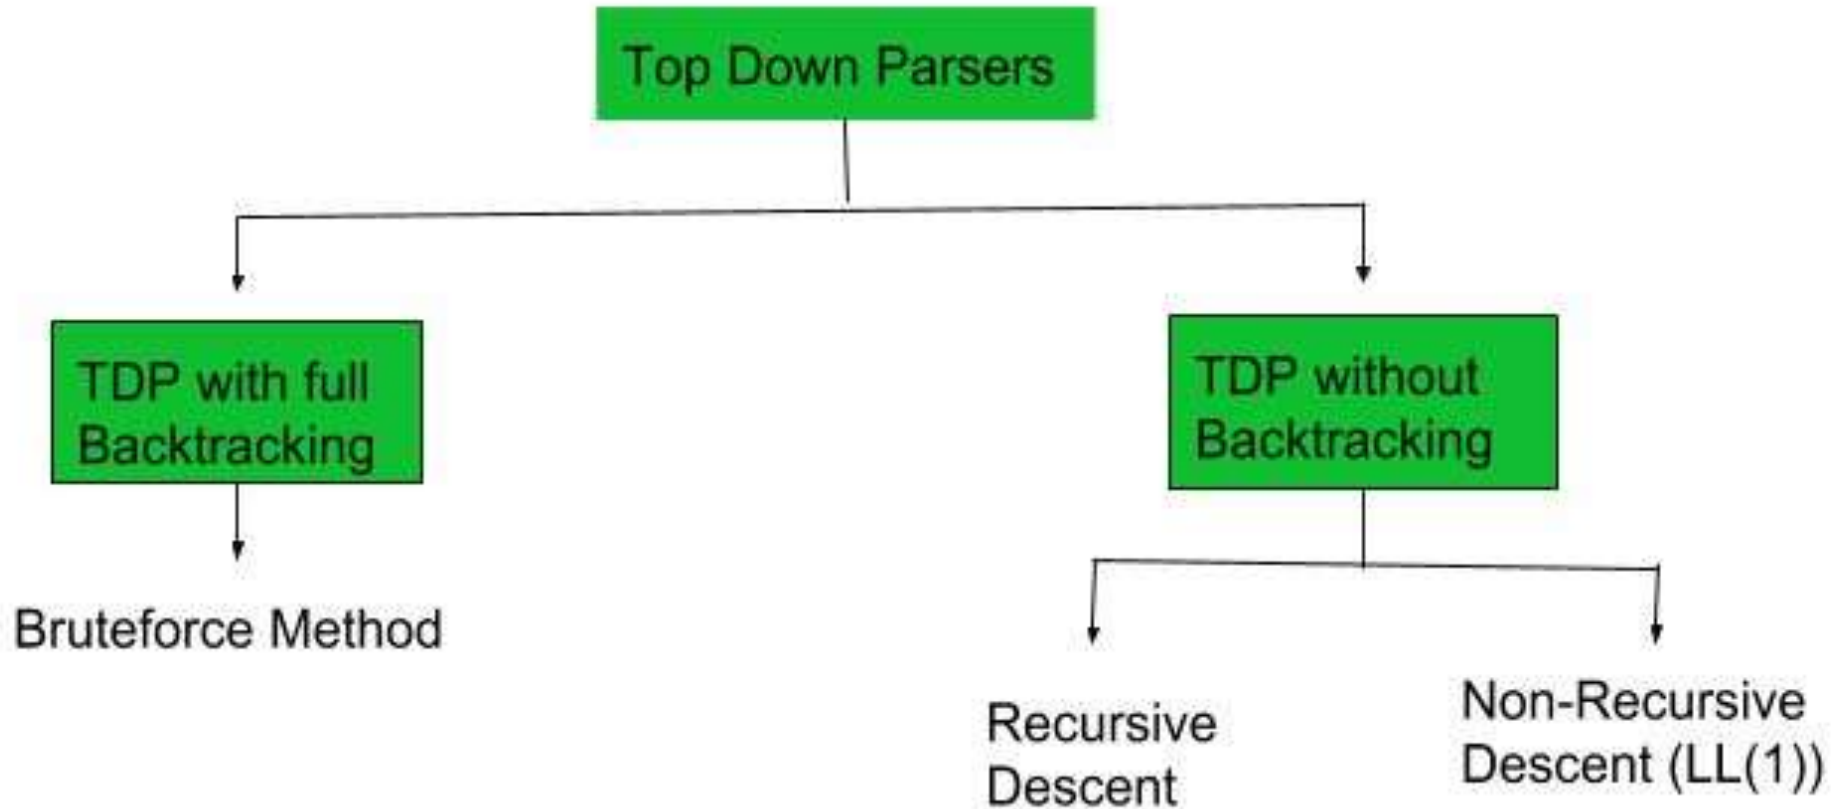 Top Down Parsers
TDP with full
Backtracking
TDP without
Backtracking
Bruteforce Method
Recursive
Descent
Non-Recursive
Descent (LL(1))